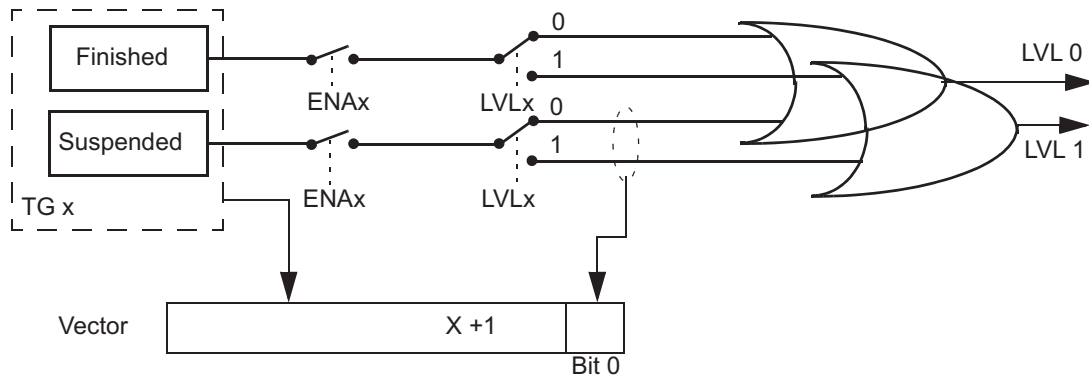 Finished
0
1
LVL 0
ENAx
LVLx
0
Suspended
1
LVL 1
ENAx
LVLx
TG x
Vector
X +1
Bit 0